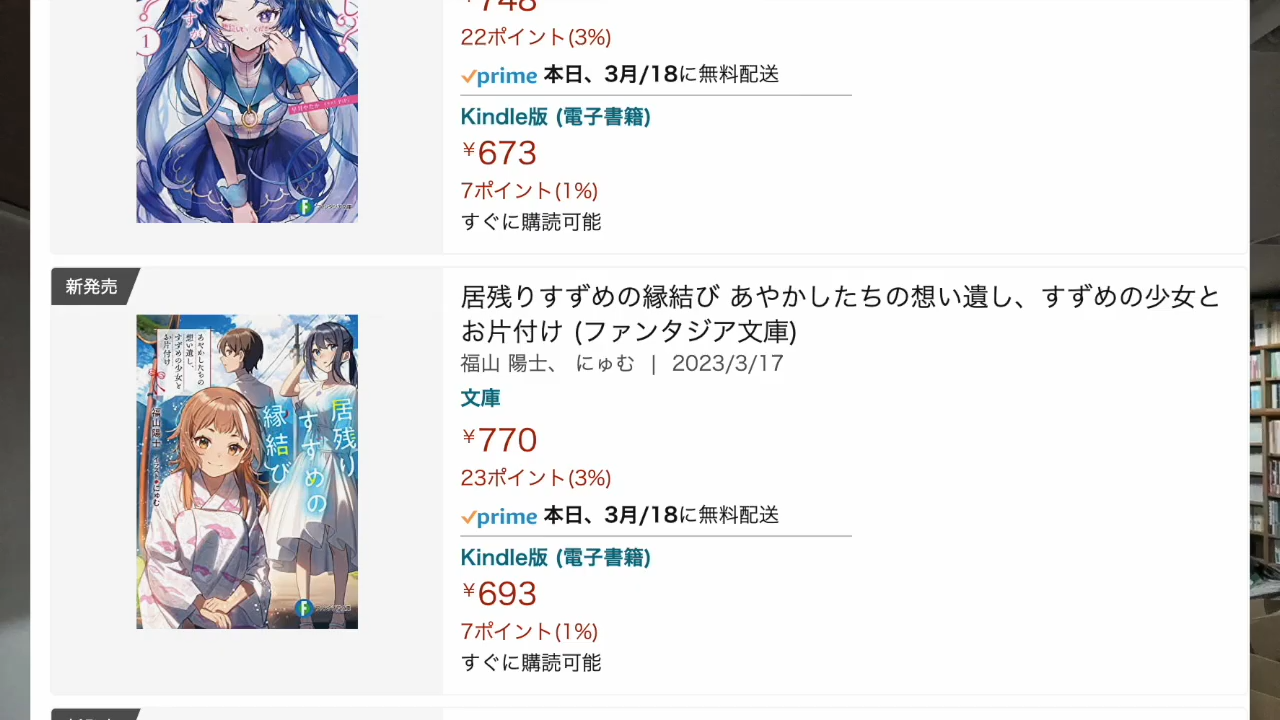 1
¥748
22ポイント(3%)
prime 本日、3月/18に無料配送
Kindle版 (電子書籍)
¥673
7ポイント(1%)
すぐに購読可能
新発売
居残りすずめの縁結び あやかしたちの想い遺し、すずめの少女と
お片付け (ファンタジア文庫)
福山 陽士、 にゅむ | 2023/3/17
文庫
¥770
23ポイント(3%)
prime 本日、3月/18に無料配送
Kindle版 (電子書籍)
¥693
7ポイント(1%)
すぐに購読可能
居残り
すずめの
縁結び
あやかしたちの
想い遺し、
すずめの少女と
お片付け
福山陽士
イラスト にゅむ